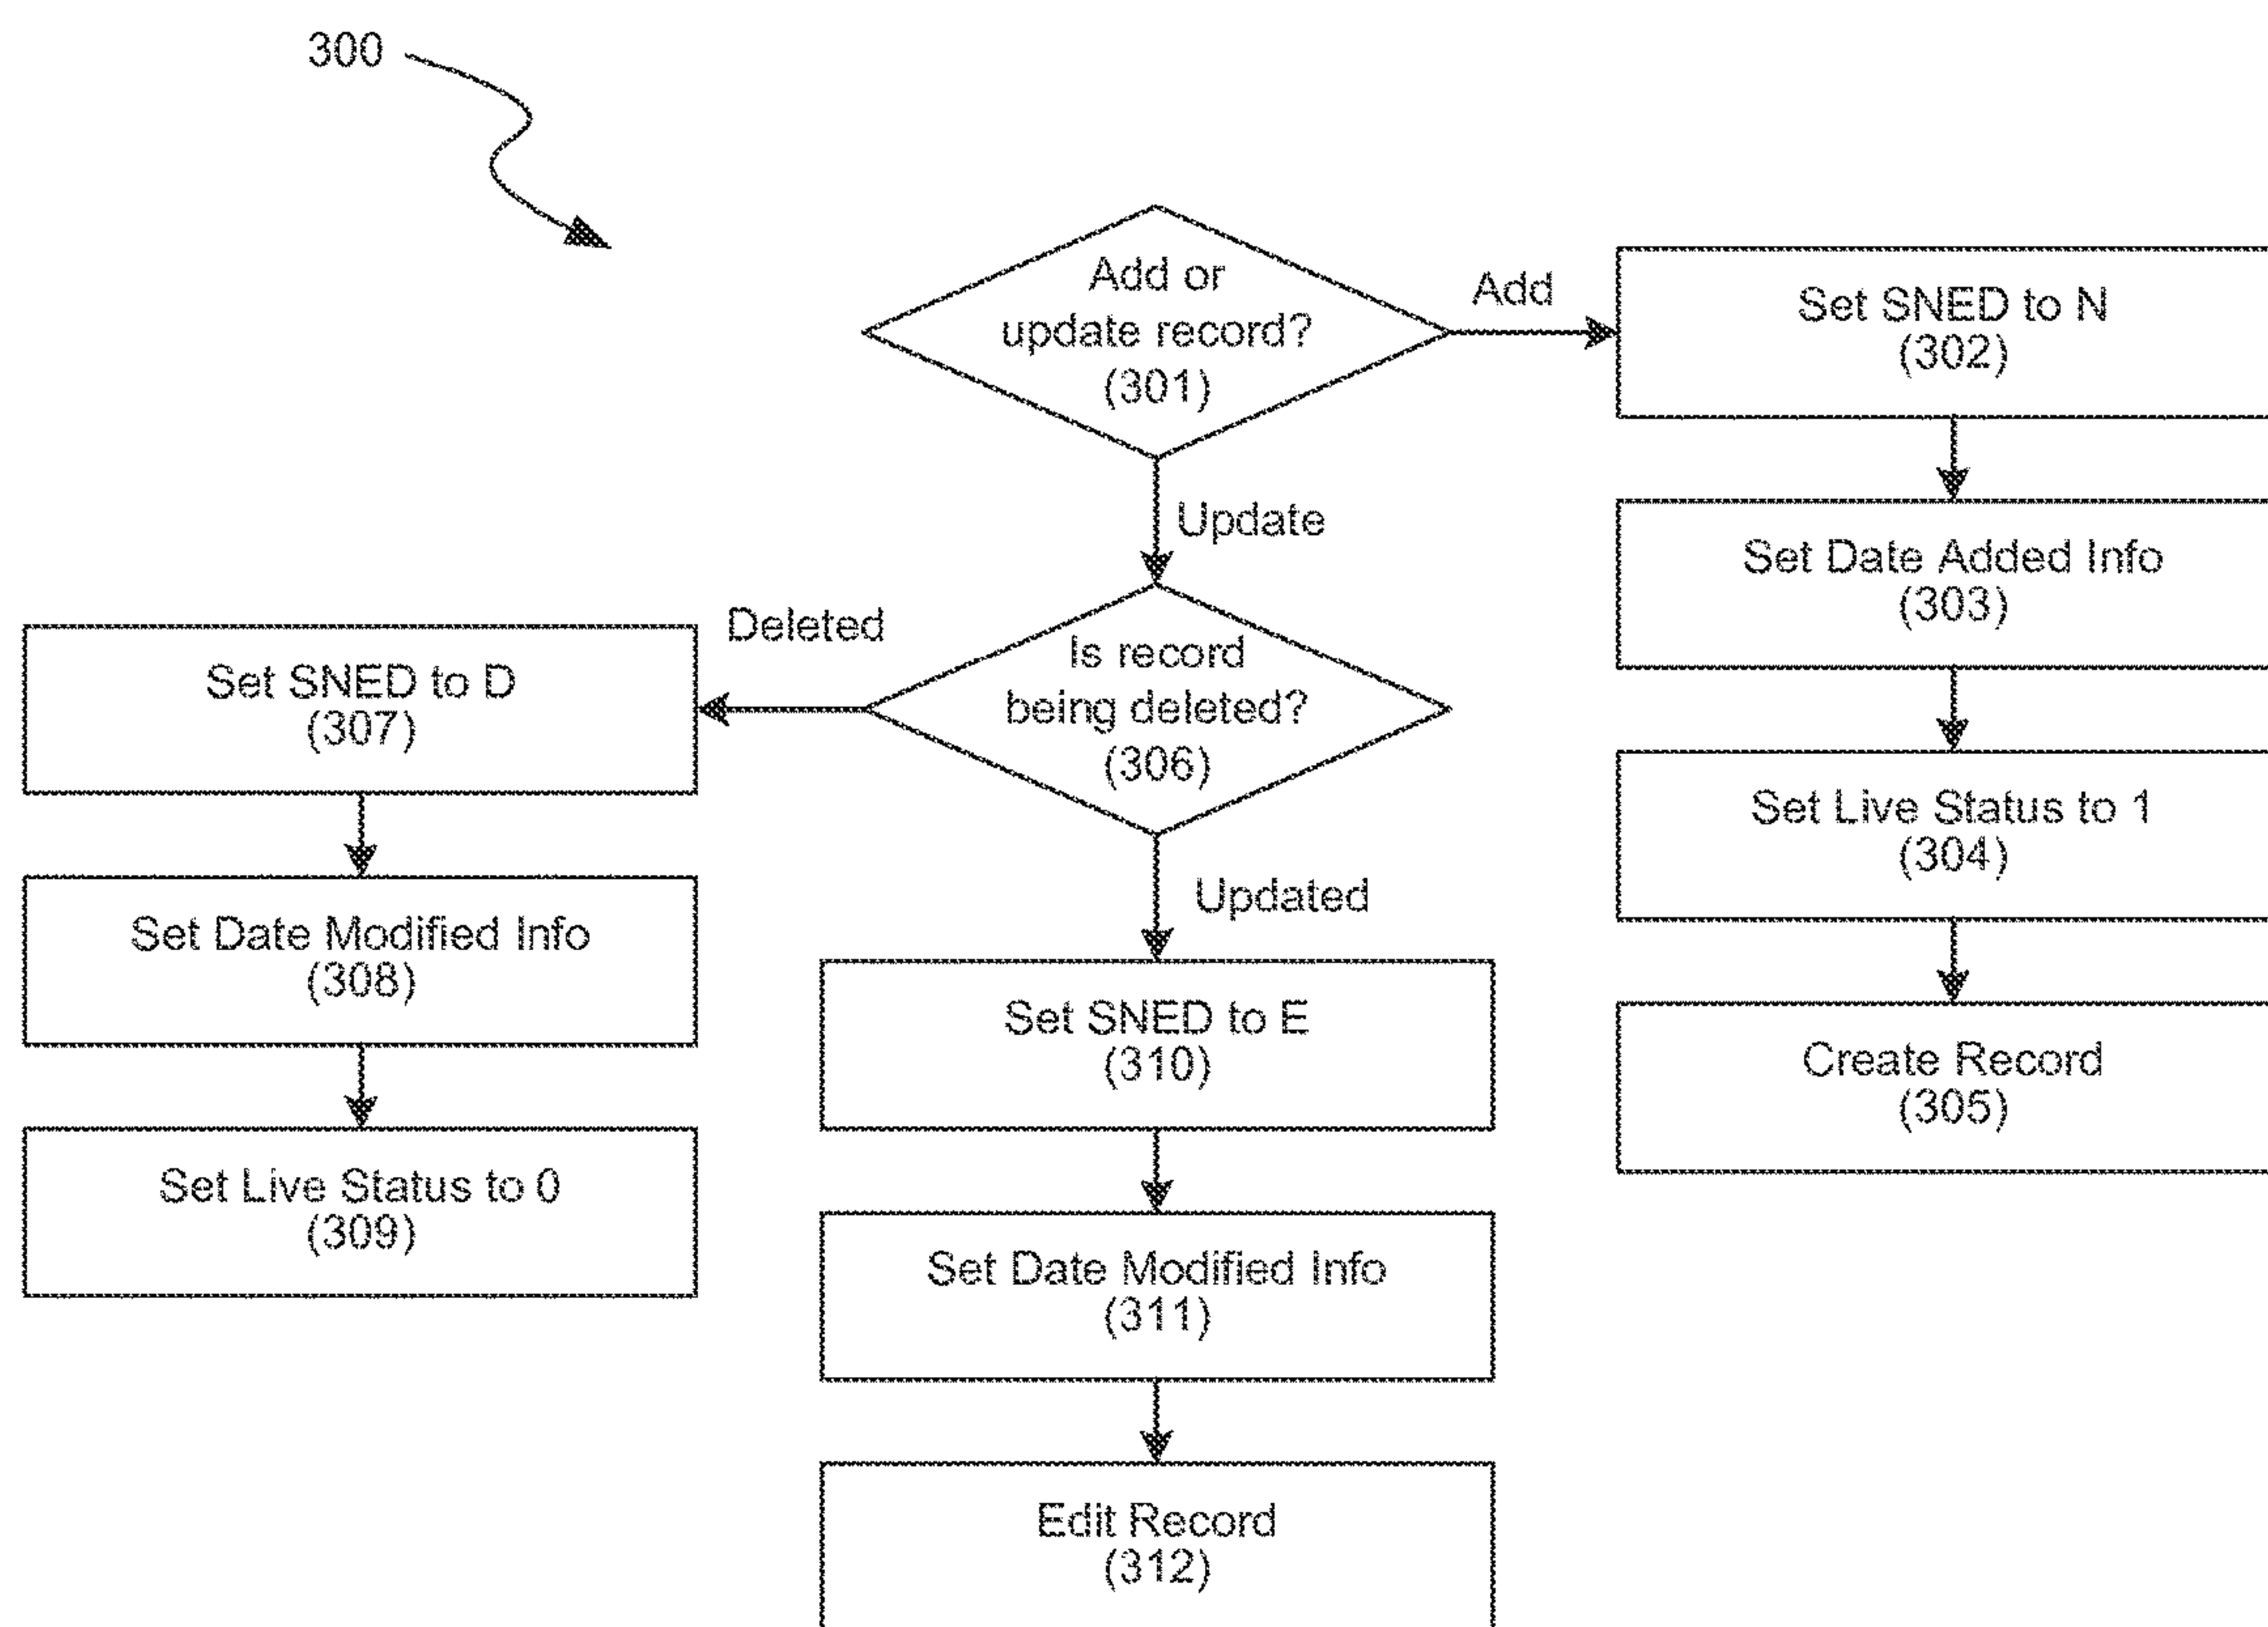 300
Add or
update record?
(301)
Add
Set SNED to N
(302)
Update
Set Date Added Info
(303)
Deleted
Is record
being deleted?
(306)
Set SNED to D
(307)
Set Live Status to 1
(304)
Updated
Set Date Modified Info
(308)
Set SNED to E
(310)
Create Record
(305)
Set Live Status to 0
(309)
Set Date Modified Info
(311)
Edit Record
(312)